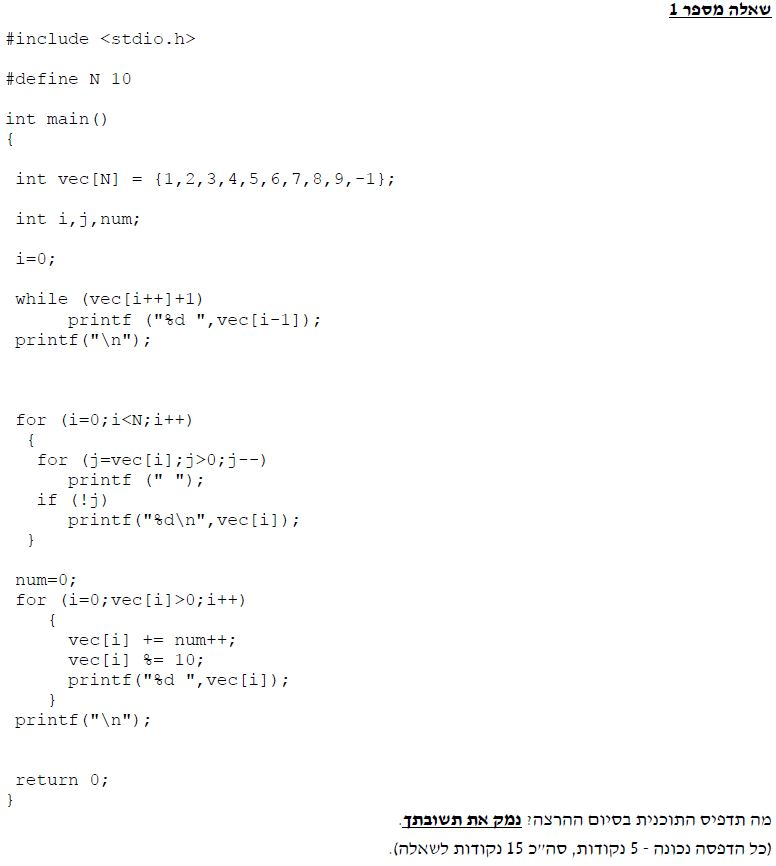 שאלה מספר 1
#include <stdio.h>
#define N 10
int main()
{
int vec[N] = {1,2,3,4,5,6,7,8,9,-1};
int i,j,num;
i=0;
while (vec[i++]+1)
printf ("%d ",vec[i-1]);
printf("\n");
for (i=0;i<N;i++)
{
for (j=vec[i];j>0;j--)
printf (" ");
if (!j)
printf("%d\n",vec[i]);
}
num=0;
for (i=0;vec[i]>0;i++)
{
vec[i] += num++;
vec[i] %= 10;
printf("%d ",vec[i]);
}
printf("\n");
return 0;
}
מה תדפיס התוכנית בסיום ההרצה? נמק את תשובתך.
(כל הדפסה נכונה - 5 נקודות, סה"כ 15 נקודות לשאלה).